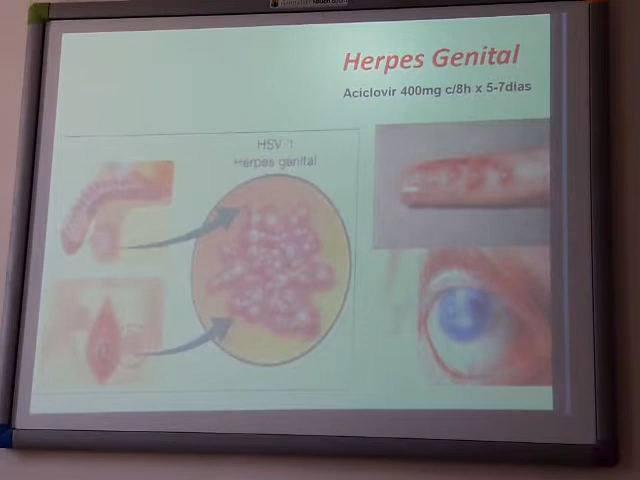 Herpes Genital
Aciclovir 400mg c/8h x 5-7dias
HSV 1
Herpes genital